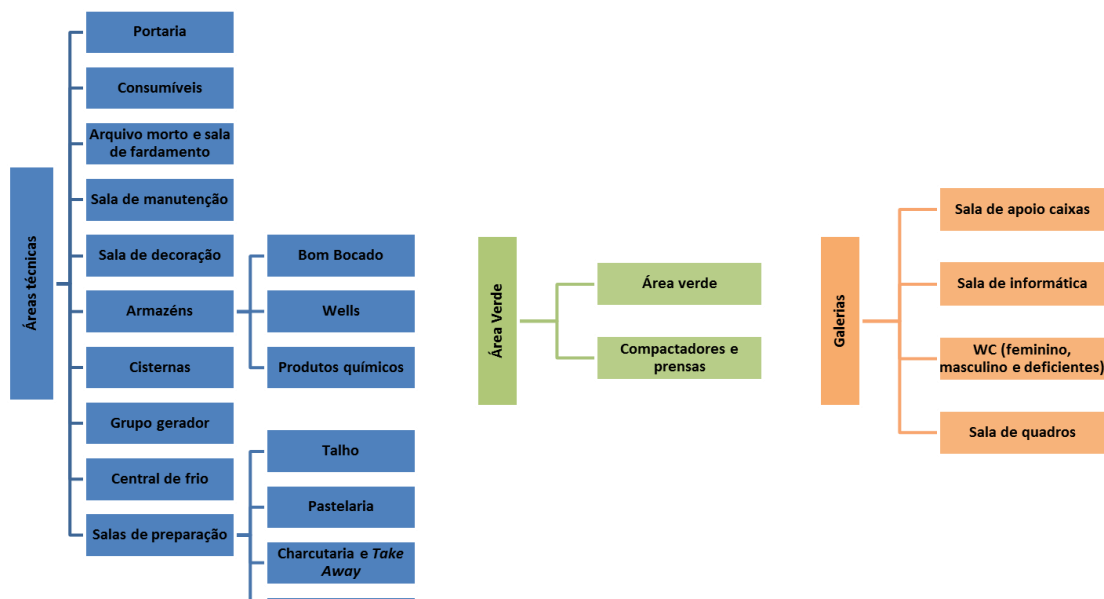 Áreas técnicas
Portaria
Consumíveis
Arquivo morto e sala
de fardamento
Sala de manutenção
Sala de decoração
Armazéns
Cisternas
Grupo gerador
Central de frio
Salas de preparação
Bom Bocado
Wells
Produtos químicos
Talho
Pastelaria
Charcutaria e Take
Away
Área Verde
Área verde
Compactadores e
prensas
Galerias
Sala de apoio caixas
Sala de informática
WC (feminino,
masculino e deficientes)
Sala de quadros